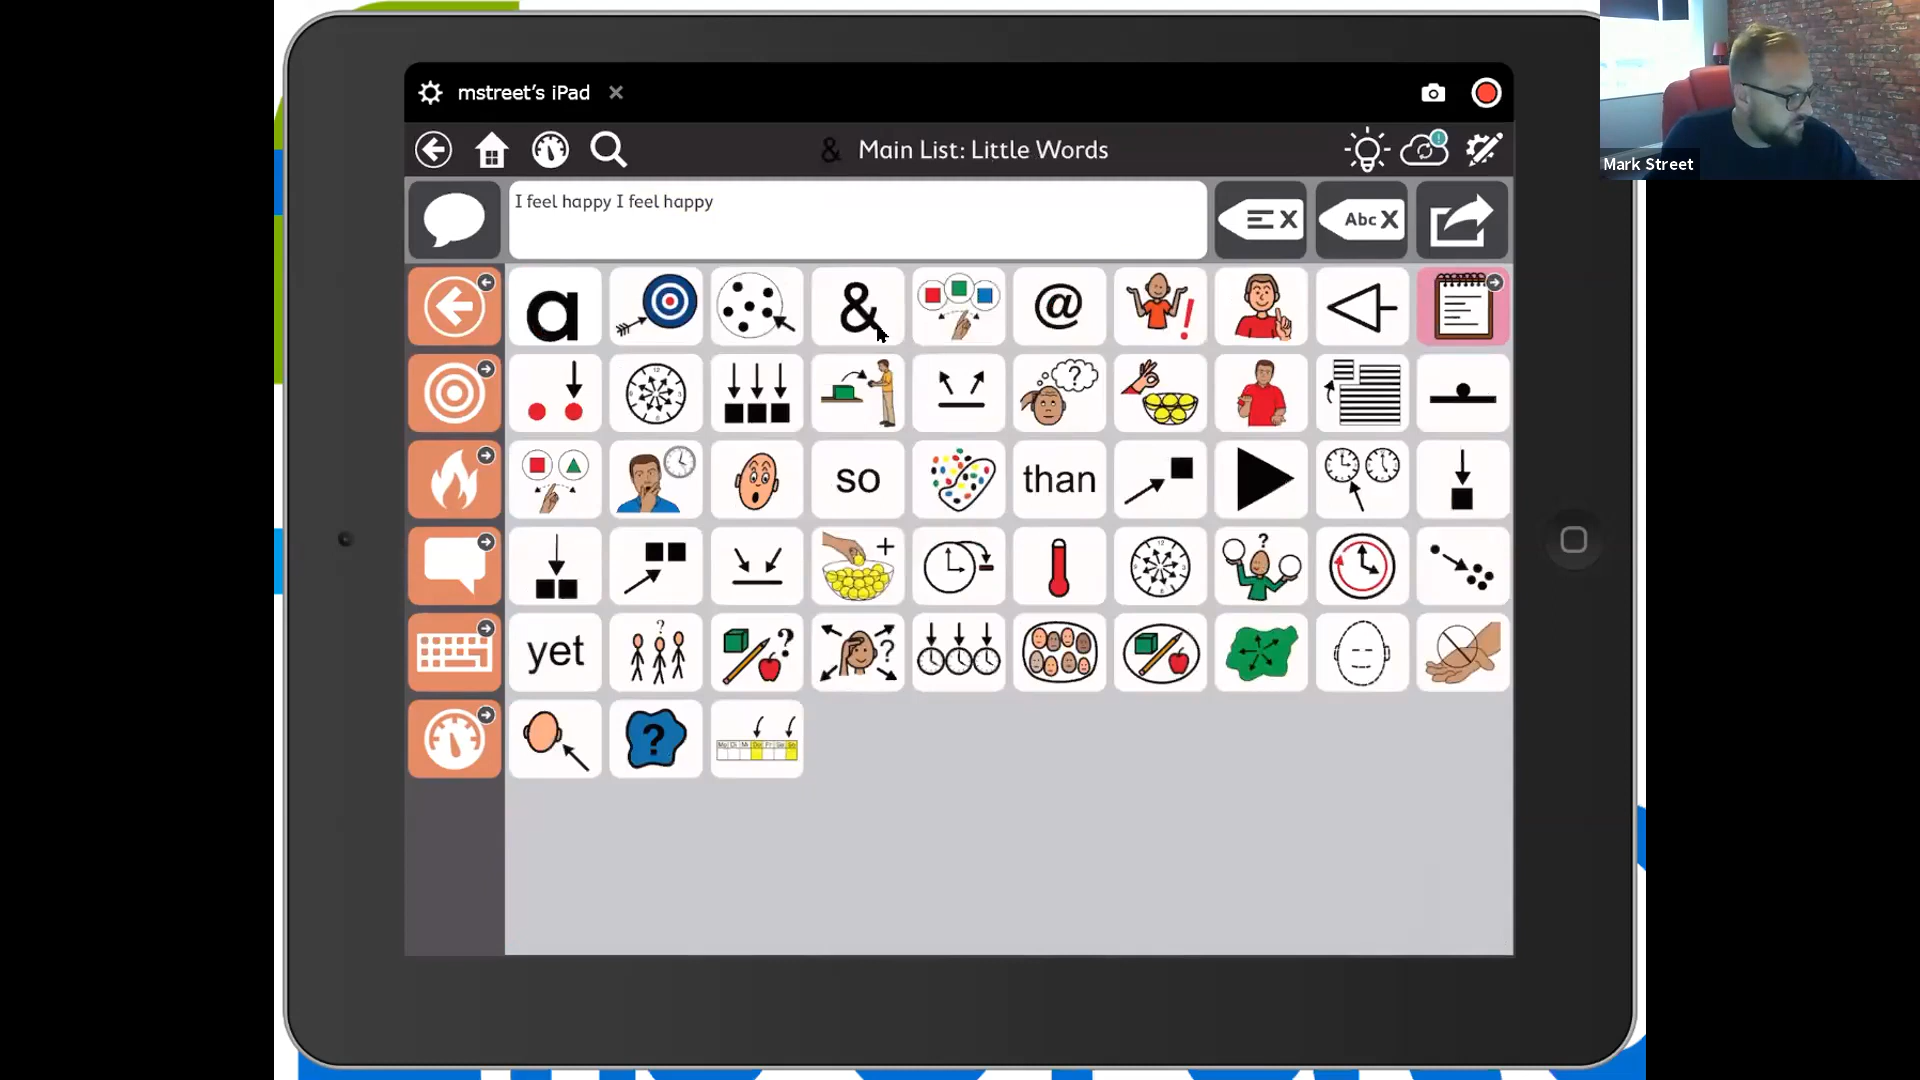 mstreet's iPad
Mark Street
& Main List: Little Words
I feel happy I feel happy
Abc X
a
&
@
so
than
yet